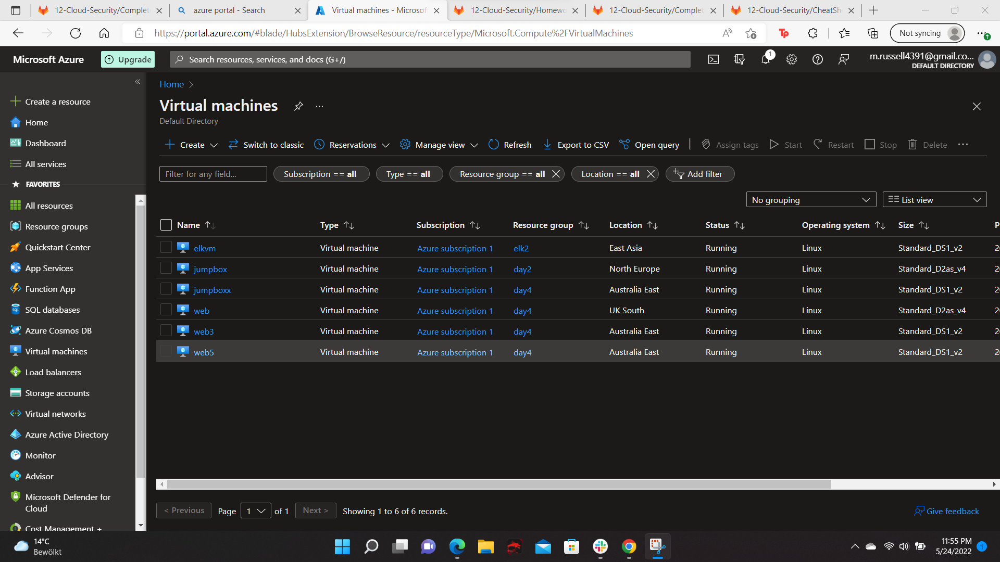 12-Cloud-Security/Complet
azure portal - Search
Virtual machines - Microsof
12-Cloud-Security/Homewo
12-Cloud-Security/Complet
12-Cloud-Security/CheatSh
https://portal.azure.com/#blade/HubsExtension/BrowseResource/resourceType/Microsoft.Compute%2FVirtualMachines
Not syncing
Microsoft Azure
Upgrade
Search resources, services, and docs (G+/)
1
m.russell4391@gmail.co...
DEFAULT DIRECTORY
Create a resource
Home
Dashboard
All services
FAVORITES
All resources
Resource groups
Quickstart Center
App Services
Function App
SQL databases
Azure Cosmos DB
Virtual machines
Load balancers
Storage accounts
Virtual networks
Azure Active Directory
Monitor
Advisor
Microsoft Defender for
Cloud
Cost Management +
Home
Virtual machines
Default Directory
Create
Switch to classic
Reservations
Manage view
Refresh
Export to CSV
Open query
Assign tags
Start
Restart
Stop
Delete
Filter for any field...
Subscription == all
Type == all
Resource group == all
Location == all
Add filter
No grouping
List view
Name Type Subscription Resource group Location Status Operating system Size P
elkvm Virtual machine Azure subscription 1 elk2 East Asia Running Linux Standard_DS1_v2 2
jumpbox Virtual machine Azure subscription 1 day2 North Europe Running Linux Standard_D2as_v4 2
jumpboxx Virtual machine Azure subscription 1 day4 Australia East Running Linux Standard_DS1_v2 2
web Virtual machine Azure subscription 1 day4 UK South Running Linux Standard_D2as_v4 2
web3 Virtual machine Azure subscription 1 day4 Australia East Running Linux Standard_DS1_v2 2
web5 Virtual machine Azure subscription 1 day4 Australia East Running Linux Standard_DS1_v2 2
< Previous
Page 1 of 1
Next >
Showing 1 to 6 of 6 records.
Give feedback
14°C
Bewölkt
11:55 PM
5/24/2022
1